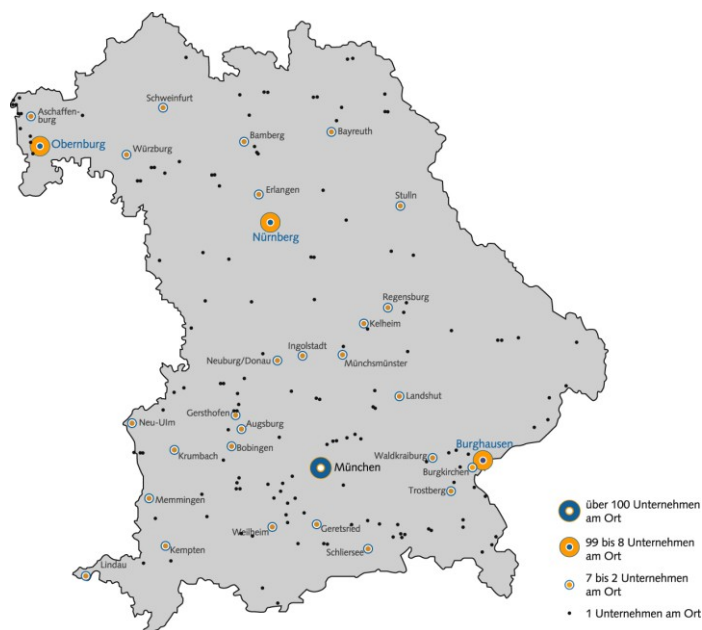 Schweinfurt
Aschaffen-
burg
Obernburg
Würzburg
Bamberg
Bayreuth
Erlangen
Stulln
Nürnberg
Regensburg
Kelheim
Ingolstadt
Neuburg/Donau
Münchsmünster
Landshut
Gersthofen
Neu-Ulm
Augsburg
Burghausen
Krumbach
Bobingen
Waldkraiburg
München
Burgkirchen
Trostberg
Memmingen
Weilheim
Geretsried
Kempten
Schliersee
Lindau
über 100 Unternehmen
am Ort
99 bis 8 Unternehmen
am Ort
7 bis 2 Unternehmen
am Ort
1 Unternehmen am Ort